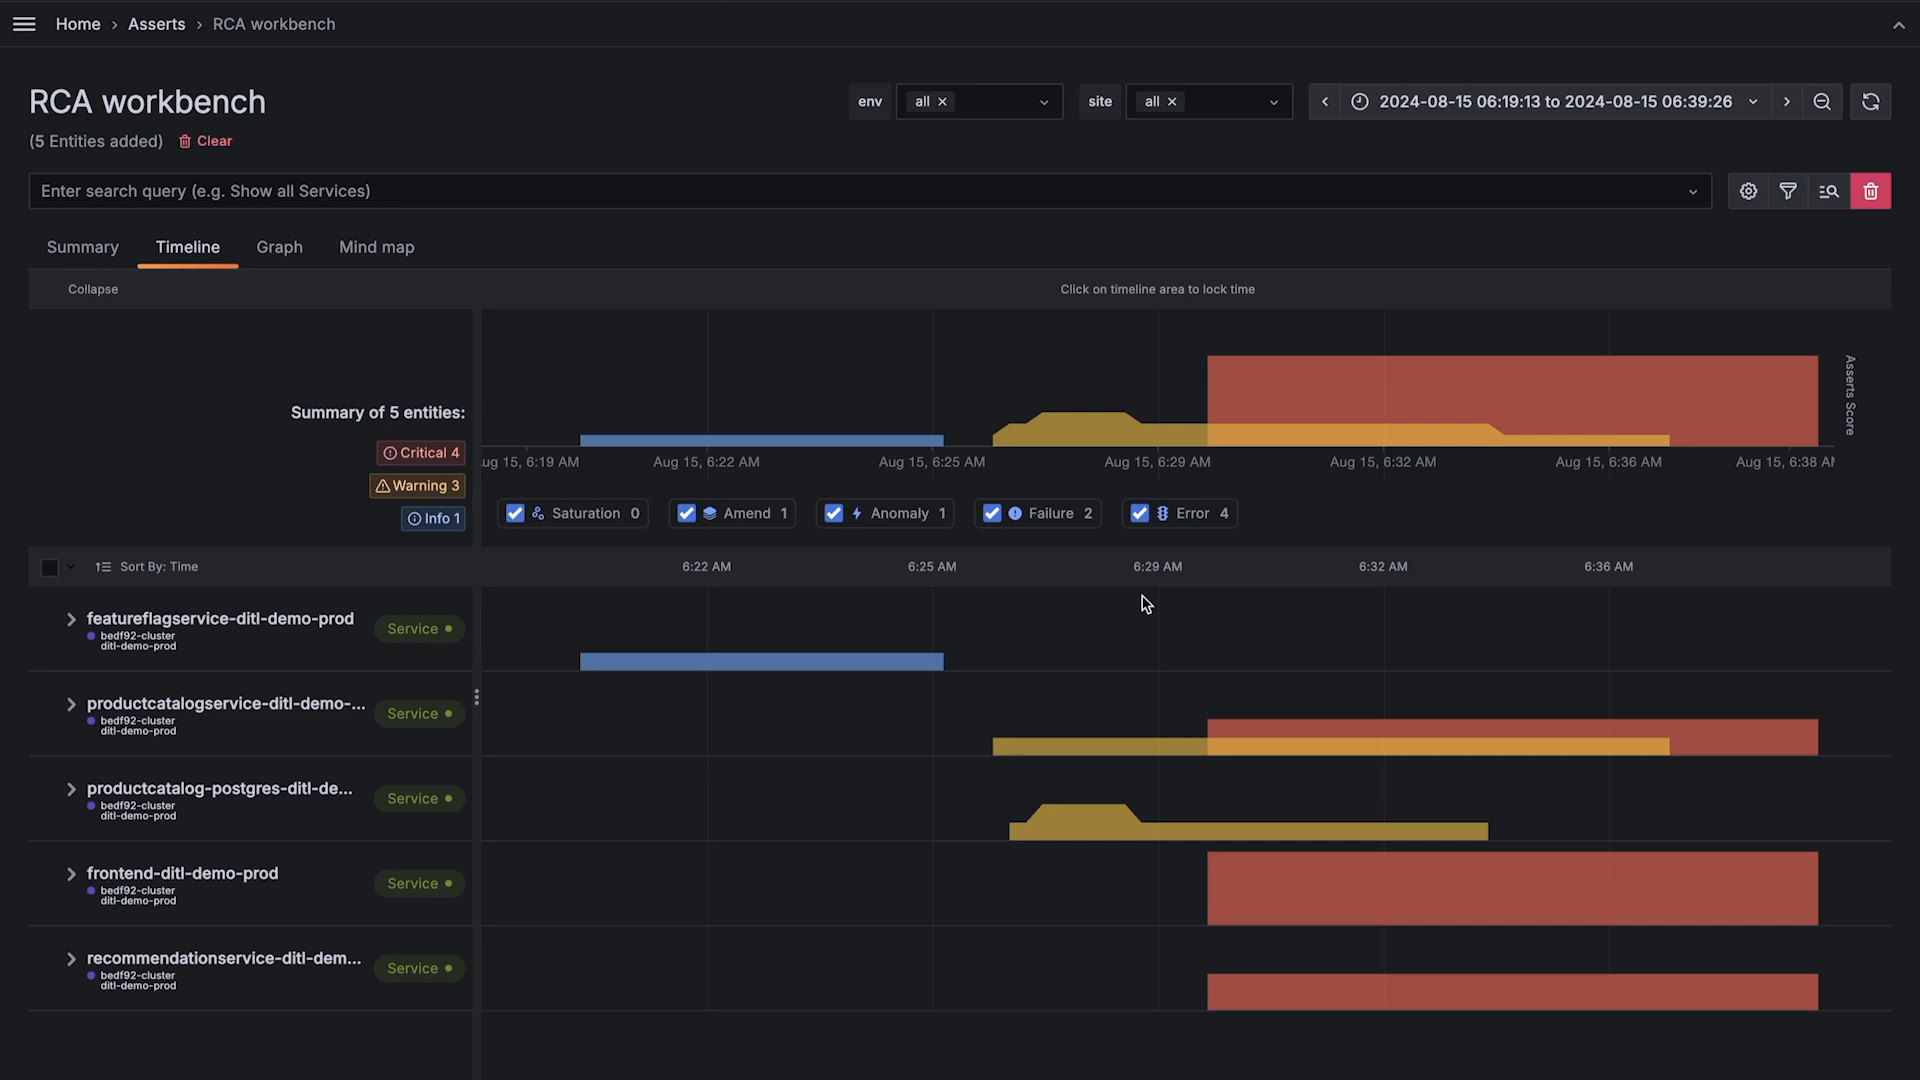 Home › Asserts › RCA workbench
RCA workbench
env all × site all × 2024-08-15 06:19:13 to 2024-08-15 06:39:26
(5 Entities added) Clear
Enter search query (e.g. Show all Services)
Summary Timeline Graph Mind map
Collapse Click on timeline area to lock time
Asserts Score
Summary of 5 entities:
Critical 4
Warning 3
Info 1
ug 15, 6:19 AM Aug 15, 6:22 AM Aug 15, 6:25 AM Aug 15, 6:29 AM Aug 15, 6:32 AM Aug 15, 6:36 AM Aug 15, 6:38 AM
Saturation 0 Amend 1 Anomaly 1 Failure 2 Error 4
Sort By: Time 6:22 AM 6:25 AM 6:29 AM 6:32 AM 6:36 AM
featureflagservice-ditl-demo-prod Service
bedf92-cluster
ditl-demo-prod
productcatalogservice-ditl-demo-... Service
bedf92-cluster
ditl-demo-prod
productcatalog-postgres-ditl-de... Service
bedf92-cluster
ditl-demo-prod
frontend-ditl-demo-prod Service
bedf92-cluster
ditl-demo-prod
recommendationservice-ditl-dem... Service
bedf92-cluster
ditl-demo-prod